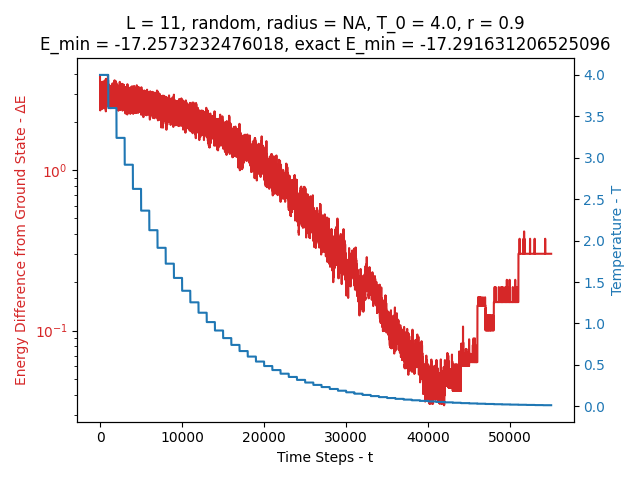 L = 11, random, radius = NA, T_0 = 4.0, r = 0.9
E_min = -17.2573232476018, exact E_min = -17.291631206525096
Energy Difference from Ground State - ΔE
10⁰
10⁻¹
4.0
3.5
3.0
2.5
2.0
1.5
1.0
0.5
0.0
Temperature - T
0 10000 20000 30000 40000 50000
Time Steps - t